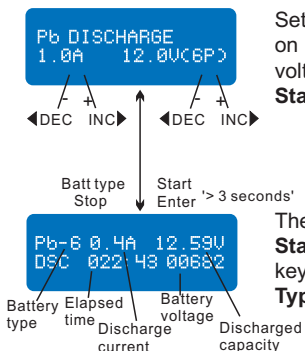 Pb DISCHARGE
1.0A 12.0V(6P)
Set
on
volt
Sta
- + - +
◀DEC INC▶ ◀DEC INC▶
Batt type Start
Stop Enter '> 3 seconds'
Pb-6 0.4A 12.59V
DSC 022:43 00682
The
Sta
key
Typ
Battery type
Elapsed time
Discharge current
Battery voltage
Discharged capacity